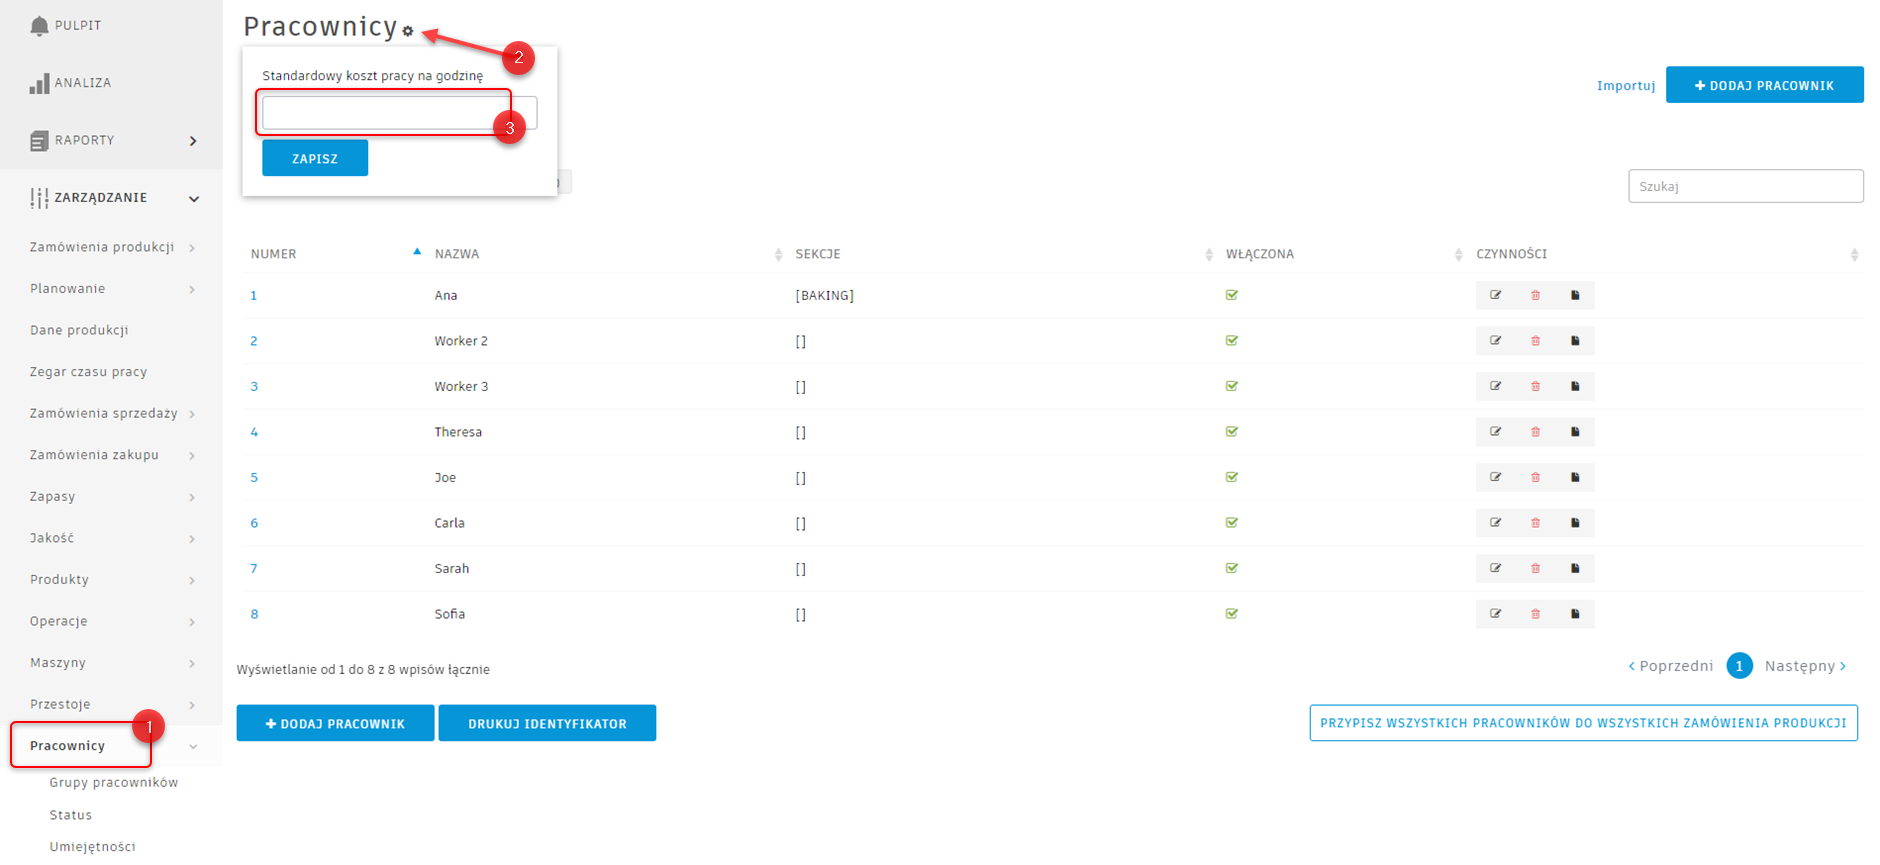 PULPIT
ANALIZA
RAPORTY
ZARZĄDZANIE
Zamówienia produkcji
Planowanie
Dane produkcji
Zegar czasu pracy
Zamówienia sprzedaży
Zamówienia zakupu
Zapasy
Jakość
Produkty
Operacje
Maszyny
Przestoje
Pracownicy
1
Grupy pracowników
Status
Umiejętności
Pracownicy
2
Standardowy koszt pracy na godzinę
3
ZAPISZ
Importuj
+ DODAJ PRACOWNIK
Szukaj
NUMER NAZWA SEKCJE WŁĄCZONA CZYNNOŚCI
1 Ana [BAKING]
2 Worker 2 []
3 Worker 3 []
4 Theresa []
5 Joe []
6 Carla []
7 Sarah []
8 Sofia []
Wyświetlanie od 1 do 8 z 8 wpisów łącznie
‹ Poprzedni 1 Następny ›
+ DODAJ PRACOWNIK DRUKUJ IDENTYFIKATOR
PRZYPISZ WSZYSTKICH PRACOWNIKÓW DO WSZYSTKICH ZAMÓWIENIA PRODUKCJI